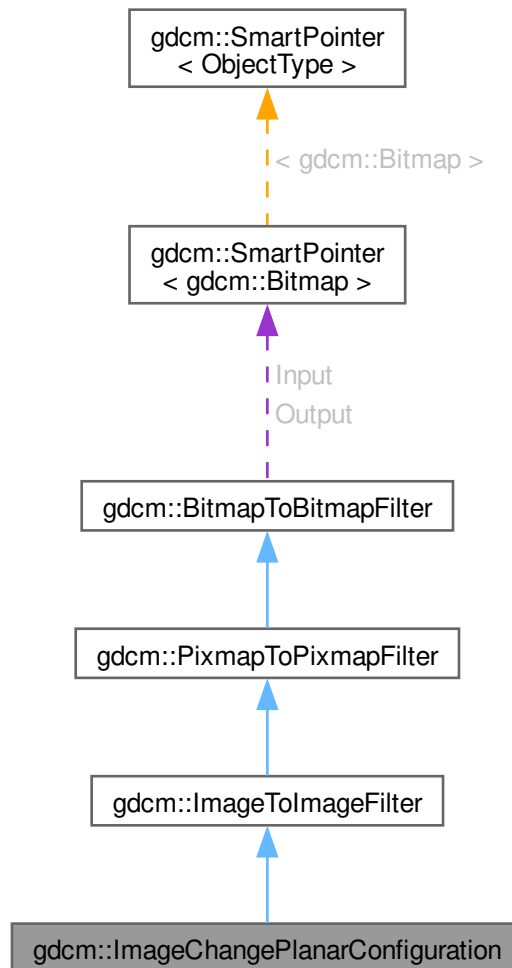 gdcm::SmartPointer
< ObjectType >
< gdcm::Bitmap >
gdcm::SmartPointer
< gdcm::Bitmap >
Input
Output
gdcm::BitmapToBitmapFilter
gdcm::PixmapToPixmapFilter
gdcm::ImageToImageFilter
gdcm::ImageChangePlanarConfiguration